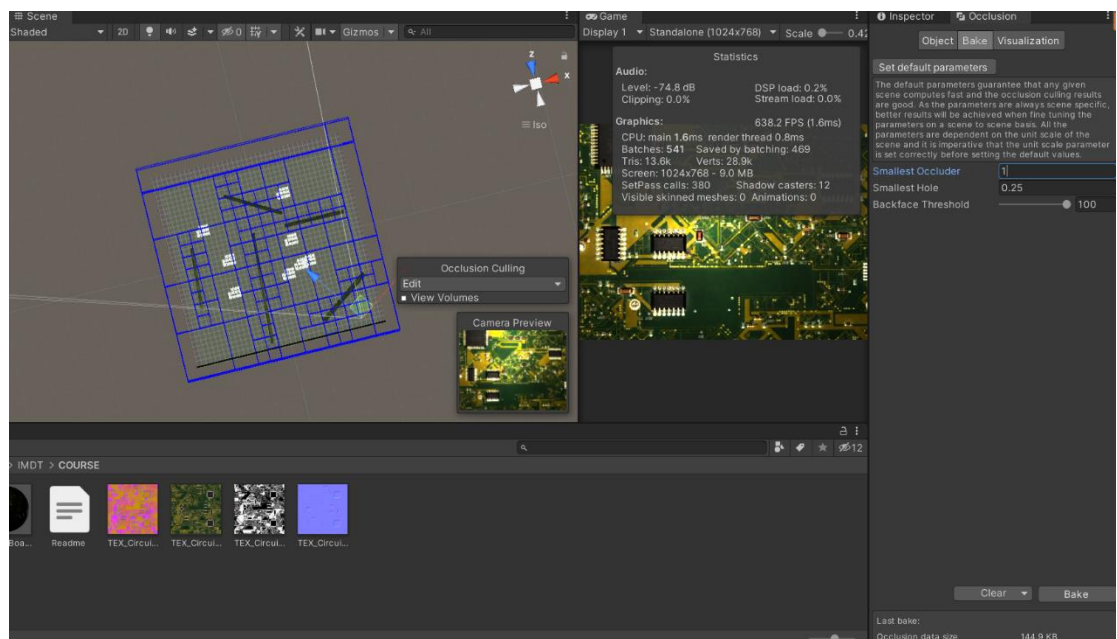 Scene
Shaded
2D
0
Gizmos
All
z
x
Iso
Occlusion Culling
Edit
View Volumes
Camera Preview
Game
Display 1
Standalone (1024x768)
Scale
0.42
Statistics
Audio:
Level: -74.8 dB
DSP load: 0.2%
Clipping: 0.0%
Stream load: 0.0%
Graphics:
638.2 FPS (1.6ms)
CPU: main 1.6ms render thread 0.8ms
Batches: 541 Saved by batching: 469
Tris: 13.6k Verts: 28.9k
Screen: 1024x768 - 9.0 MB
SetPass calls: 380 Shadow casters: 12
Visible skinned meshes: 0 Animations: 0
Inspector
Occlusion
Object Bake Visualization
Set default parameters
The default parameters guarantee that any given
scene computes fast and the occlusion culling results
are good. As the parameters are always scene specific,
better results will be achieved when fine tuning the
parameters on a scene to scene basis. All the
parameters are dependent on the unit scale of the
scene and it is imperative that the unit scale parameter
is set correctly before setting the default values.
Smallest Occluder 1
Smallest Hole 0.25
Backface Threshold 100
12
> IMDT > COURSE
Boa...
Readme
TEX_Circui...
TEX_Circui...
TEX_Circui...
TEX_Circui...
Clear
Bake
Last bake:
Occlusion data size 144.9 KB